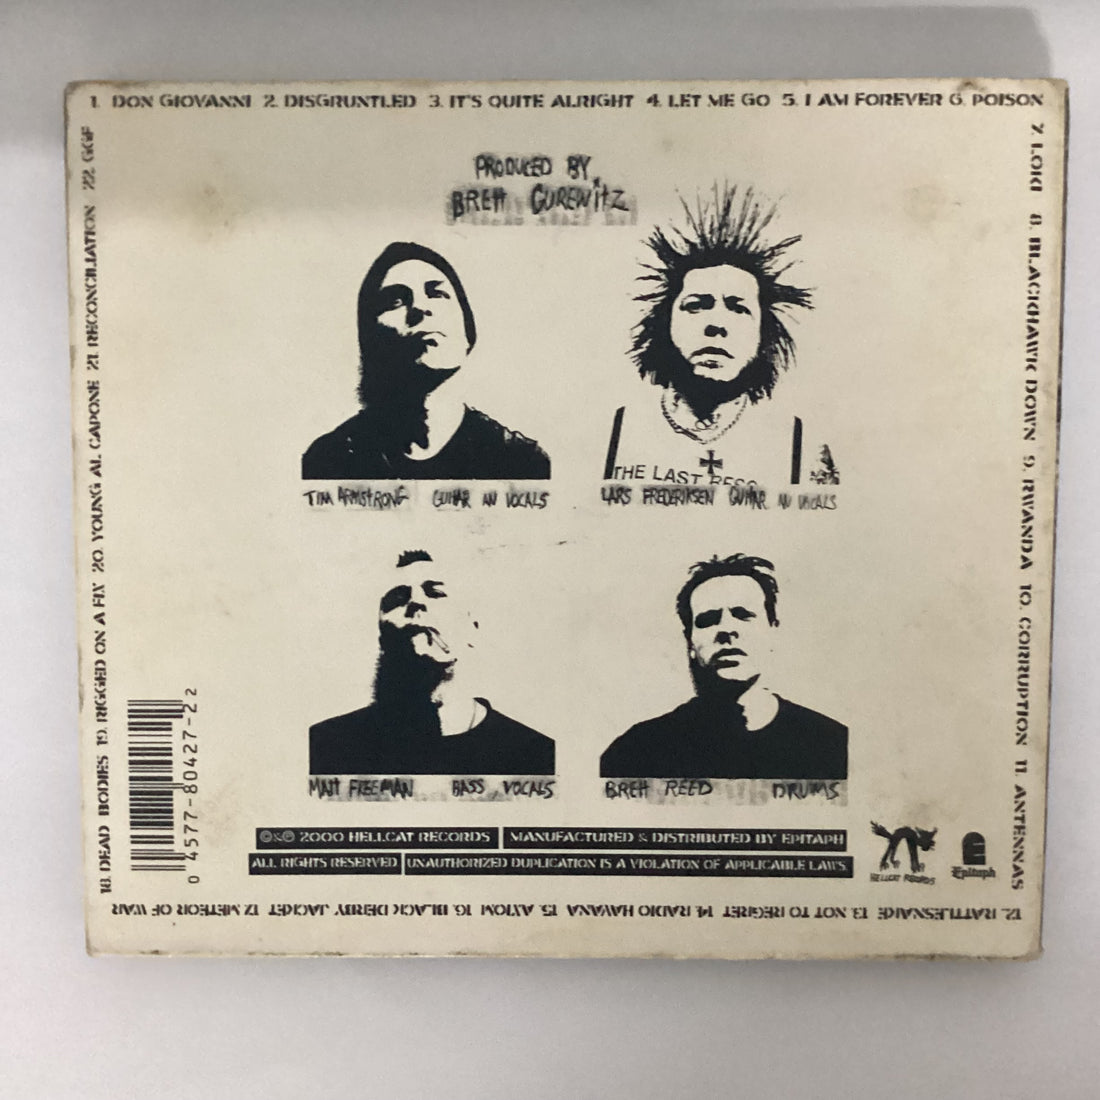 1. DON GIOVANNI 2. DISGRUNTLED 3. IT'S QUITE ALRIGHT 4. LET ME GO 5. I AM FOREVER 6. POISON
7. LOKI 8. BLACKHAWK DOWN 9. RWANDA 10. CORRUPTION 11. ANTENNAS
12. RATTLESNAKE 13. NOT TO REGRET 14. RADIO HAVANA 15. AXIOM 16. BLACK DERBY JACKET 17. METEOR OF WAR
18. DEAD BODIES 19. RIGGED ON A FIX 20. YOUNG AL CAPONE 21. RECONCILIATION 22. GGF
PRODUCED BY
BRETT GUREWITZ
THE LAST RESO
TIM ARMSTRONG GUITAR AN VOCALS
LARS FREDERIKSEN GUITAR AN VOCALS
MATT FREEMAN BASS, VOCALS
BRETT REED DRUMS
0 45778-0427-2 2
©&℗ 2000 HELLCAT RECORDS MANUFACTURED & DISTRIBUTED BY EPITAPH
ALL RIGHTS RESERVED UNAUTHORIZED DUPLICATION IS A VIOLATION OF APPLICABLE LAWS.
HELLCAT RECORDS
Epitaph